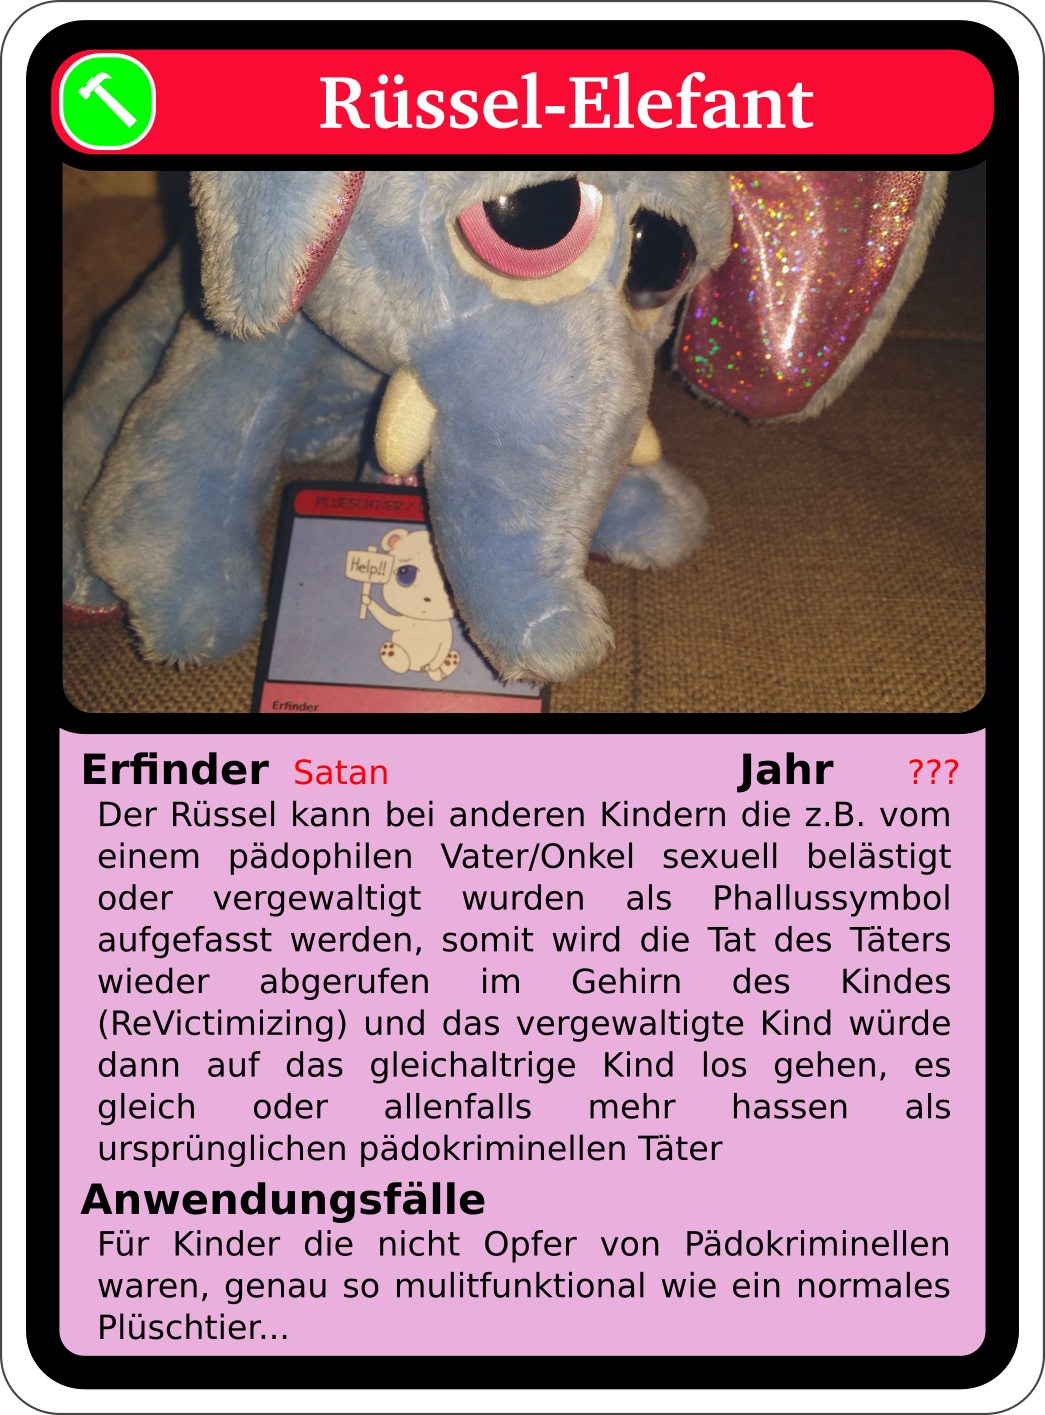 Rüssel-Elefant
PLUESCHTIER /
Help!!
Erfinder
Erfinder Satan Jahr ???
Der Rüssel kann bei anderen Kindern die z.B. vom
einem pädophilen Vater/Onkel sexuell belästigt
oder vergewaltigt wurden als Phallussymbol
aufgefasst werden, somit wird die Tat des Täters
wieder abgerufen im Gehirn des Kindes
(ReVictimizing) und das vergewaltigte Kind würde
dann auf das gleichaltrige Kind los gehen, es
gleich oder allenfalls mehr hassen als
ursprünglichen pädokriminellen Täter
Anwendungsfälle
Für Kinder die nicht Opfer von Pädokriminellen
waren, genau so mulitfunktional wie ein normales
Plüschtier...